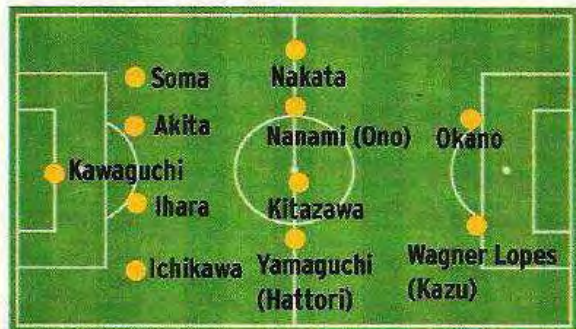 Soma
Nakata
Akita
Nanami (Ono)
Okano
Kawaguchi
Ihara
Kitazawa
Ichikawa
Yamaguchi
(Hattori)
Wagner Lopes
(Kazu)